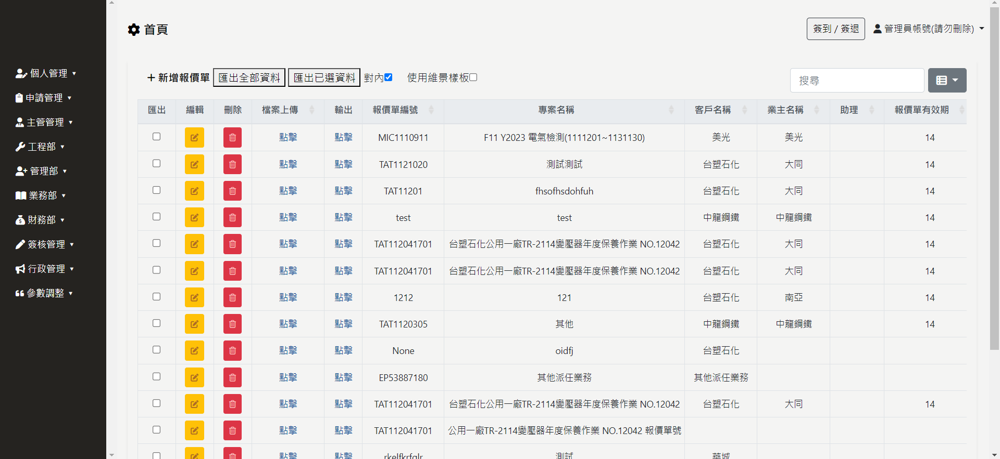 首頁
簽到 / 簽退
管理員帳號(請勿刪除)
個人管理
申請管理
主管管理
工程部
管理部
業務部
財務部
簽核管理
行政管理
參數調整
新增報價單 匯出全部資料 匯出已選資料 對內 使用維景樣板
搜尋
匯出 編輯 刪除 檔案上傳 輸出 報價單編號 專案名稱 客戶名稱 業主名稱 助理 報價單有效期
點擊 點擊 MIC1110911 F11 Y2023 電氣檢測(1111201~1131130) 美光 美光 14
點擊 點擊 TAT1121020 測試測試 台塑石化 大同 14
點擊 點擊 TAT11201 fhsofhsdohfuh 台塑石化 大同 14
點擊 點擊 test test 中龍鋼鐵 中龍鋼鐵 14
點擊 點擊 TAT112041701 台塑石化公用一廠TR-2114變壓器年度保養作業 NO.12042 台塑石化 大同 14
點擊 點擊 TAT112041701 台塑石化公用一廠TR-2114變壓器年度保養作業 NO.12042 台塑石化 大同 14
點擊 點擊 1212 121 台塑石化 南亞 14
點擊 點擊 TAT1120305 其他 中龍鋼鐵 中龍鋼鐵 14
點擊 點擊 None oidfj 台塑石化
點擊 點擊 EP53887180 其他派任業務 其他派任業務
點擊 點擊 TAT112041701 台塑石化公用一廠TR-2114變壓器年度保養作業 NO.12042 台塑石化 大同 14
點擊 點擊 TAT112041701 公用一廠TR-2114變壓器年度保養作業 NO.12042 報價單號
點擊 點擊 測試 華城